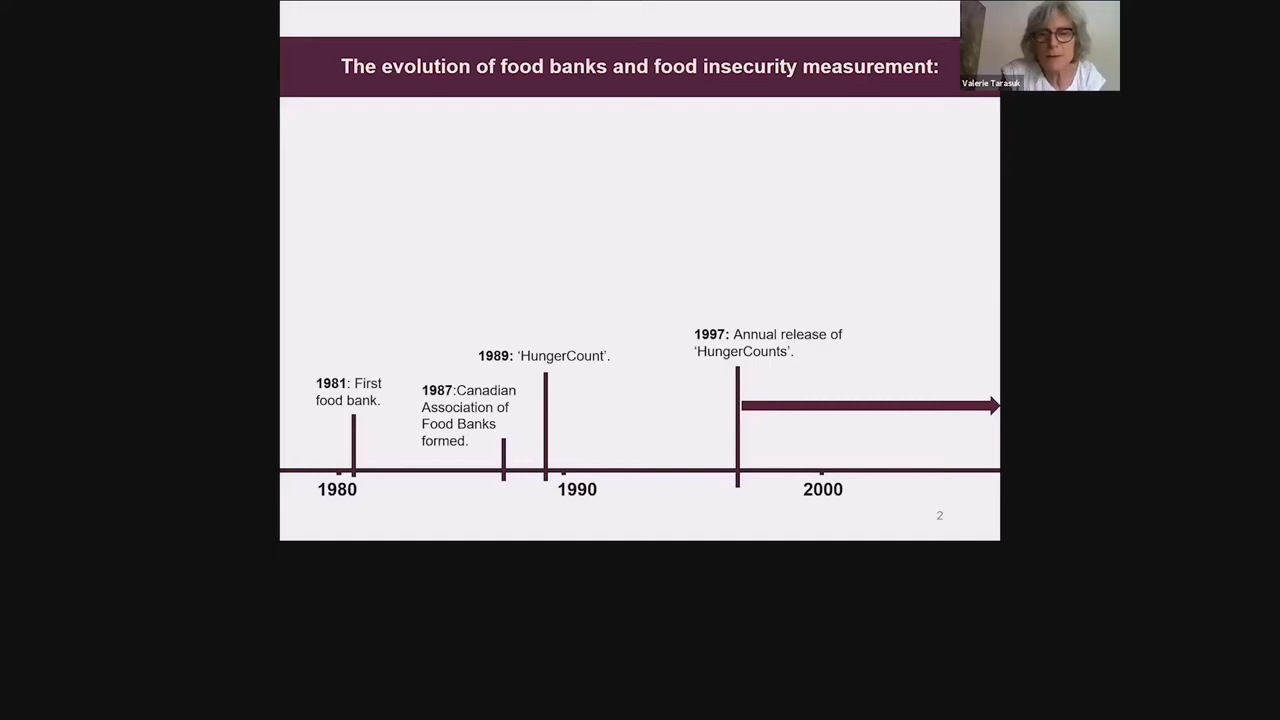 The evolution of food banks and food insecurity measurement:
Valerie Tarasuk
1997: Annual release of
‘HungerCounts’.
1989: ‘HungerCount’.
1981: First
food bank.
1987:Canadian
Association of
Food Banks
formed.
1980
1990
2000
2